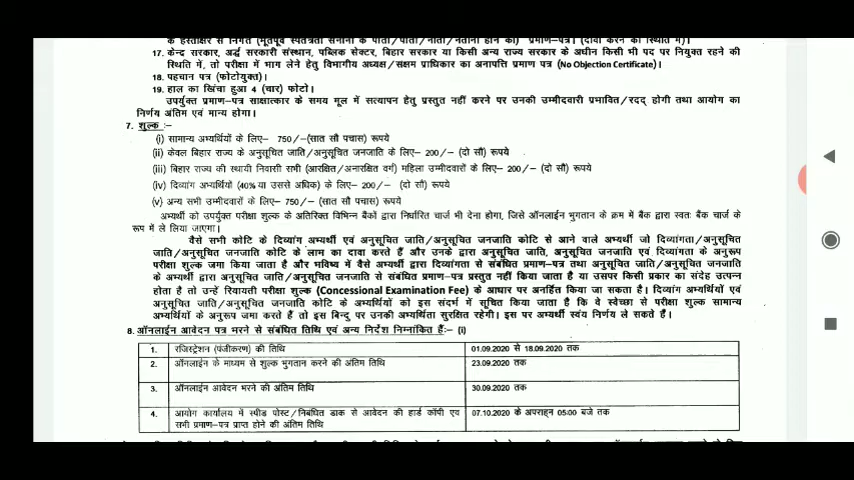 के हस्ताक्षर से निर्गत (भूतपूर्व स्वतंत्रता सेनानी के पोता/पोती/नाती/नतीनी होने का) प्रमाण–पत्र। (दावा करने की स्थिति में)।
17. केन्द्र सरकार, अर्द्ध सरकारी संस्थान, पब्लिक सेक्टर, बिहार सरकार या किसी अन्य राज्य सरकार के अधीन किसी भी पद पर नियुक्त रहने की
स्थिति में, तो परीक्षा में भाग लेने हेतु विभागीय अध्यक्ष/सक्षम प्राधिकार का अनापत्ति प्रमाण पत्र (No Objection Certificate)।
18. पहचान पत्र (फोटोयुक्त)।
19. हाल का खिंचा हुआ 4 (चार) फोटो।
उपर्युक्त प्रमाण–पत्र साक्षात्कार के समय मूल में सत्यापन हेतु प्रस्तुत नहीं करने पर उनकी उम्मीदवारी प्रभावित/रदद् होगी तथा आयोग का
निर्णय अंतिम एवं मान्य होगा।
7. शुल्क :-
(i) सामान्य अभ्यर्थियों के लिए– 750 /–(सात सौ पचास) रूपये
(ii) केवल बिहार राज्य के अनुसूचित जाति/अनुसूचित जनजाति के लिए– 200/– (दो सौ) रूपये
(iii) बिहार राज्य की स्थायी निवासी सभी (आरक्षित/अनारक्षित वर्ग) महिला उम्मीदवारों के लिए– 200/– (दो सौ) रूपये
(iv) दिव्यांग अभ्यर्थियों (40% या उससे अधिक) के लिए– 200/– (दो सौ) रूपये
(v) अन्य सभी उम्मीदवारों के लिए– 750/– (सात सौ पचास) रूपये
अभ्यर्थी को उपर्युक्त परीक्षा शुल्क के अतिरिक्त विभिन्न बैंकों द्वारा निर्धारित चार्ज भी देना होगा, जिसे ऑनलाईन भुगतान के क्रम में बैंक द्वारा स्वतः बैंक चार्ज के
रूप में ले लिया जाएगा।
वैसे सभी कोटि के दिव्यांग अभ्यर्थी एवं अनुसूचित जाति/अनुसूचित जनजाति कोटि से आने वाले अभ्यर्थी जो दिव्यांगता/अनुसूचित
जाति/अनुसूचित जनजाति कोटि के लाभ का दावा करते हैं और उनके द्वारा अनुसूचित जाति, अनुसूचित जनजाति एवं दिव्यांगता के अनुरूप
परीक्षा शुल्क जमा किया जाता है और भविष्य में वैसे अभ्यर्थी द्वारा दिव्यांगता से संबंधित प्रमाण–पत्र तथा अनुसूचित जाति/अनुसूचित जनजाति
के अभ्यर्थी द्वारा अनुसूचित जाति/अनुसूचित जनजाति से संबंधित प्रमाण–पत्र प्रस्तुत नहीं किया जाता है या उसपर किसी प्रकार का संदेह उत्पन्न
होता है तो उन्हें रियायती परीक्षा शुल्क (Concessional Examination Fee) के आधार पर अनर्हित किया जा सकता है। दिव्यांग अभ्यर्थियों एवं
अनुसूचित जाति/अनुसूचित जनजाति कोटि के अभ्यर्थियों को इस संदर्भ में सूचित किया जाता है कि वे स्वेच्छा से परीक्षा शुल्क सामान्य
अभ्यर्थियों के अनुरूप जमा करते हैं तो इस बिन्दु पर उनकी अभ्यर्थिता सुरक्षित रहेगी। इस पर अभ्यर्थी स्वंय निर्णय ले सकते हैं।
8. ऑनलाईन आवेदन पत्र भरने से संबंधित तिथि एवं अन्य निर्देश निम्नांकित हैं:– (i)
1. रजिस्ट्रेशन (पंजीकरण) की तिथि 01.09.2020 से 18.09.2020 तक
2. ऑनलाईन के माध्यम से शुल्क भुगतान करने की अंतिम तिथि 23.09.2020 तक
3. ऑनलाईन आवेदन भरने की अंतिम तिथि 30.09.2020 तक
4. आयोग कार्यालय में स्पीड पोस्ट/निबंधित डाक से आवेदन की हार्ड कॉपी एवं 07.10.2020 के अपराहन 05:00 बजे तक
सभी प्रमाण–पत्र प्राप्त होने की अंतिम तिथि